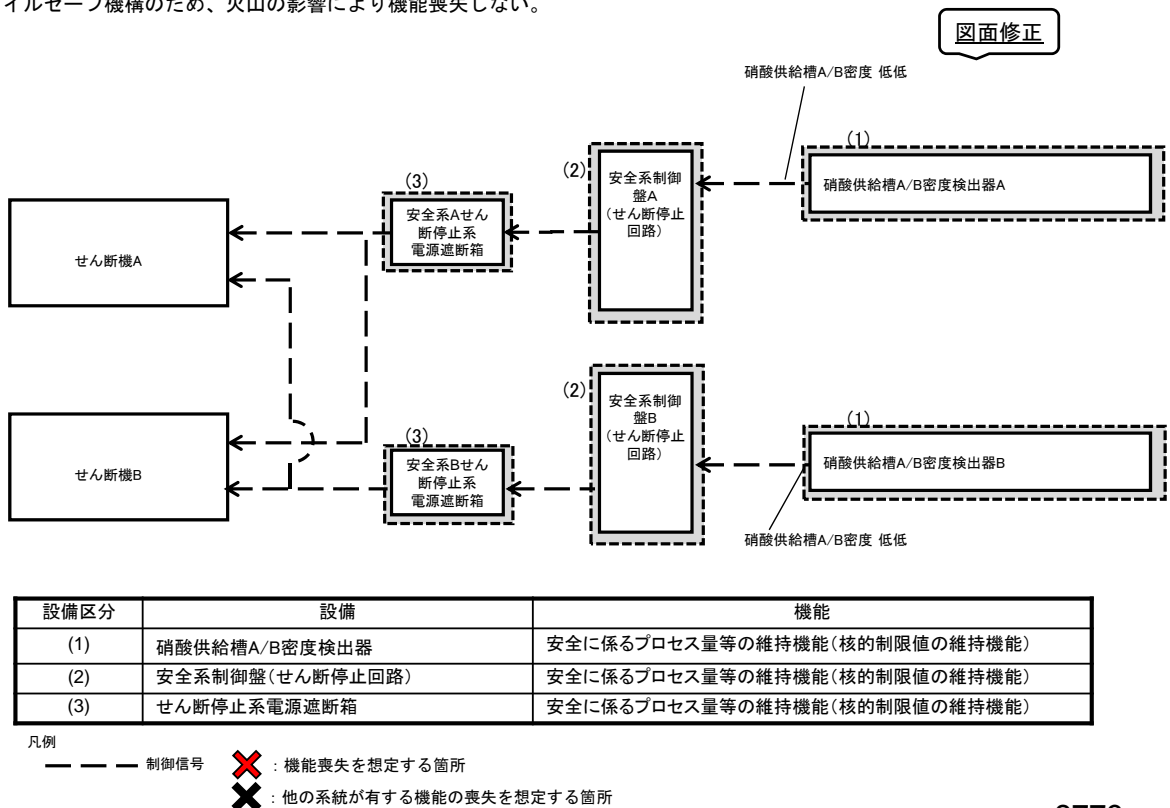 イルセーフ機構のため、火山の影響により機能喪失しない。
図面修正
硝酸供給槽A/B密度 低低
(1)
硝酸供給槽A/B密度検出器A
(2)
安全系制御
盤A
(せん断停止
回路)
(3)
安全系Aせん
断停止系
電源遮断箱
せん断機A
(2)
安全系制御
盤B
(せん断停止
回路)
(1)
硝酸供給槽A/B密度検出器B
(3)
安全系Bせん
断停止系
電源遮断箱
せん断機B
硝酸供給槽A/B密度 低低
設備区分 設備 機能
(1) 硝酸供給槽A/B密度検出器 安全に係るプロセス量等の維持機能(核的制限値の維持機能)
(2) 安全系制御盤(せん断停止回路) 安全に係るプロセス量等の維持機能(核的制限値の維持機能)
(3) せん断停止系電源遮断箱 安全に係るプロセス量等の維持機能(核的制限値の維持機能)
凡例
制御信号
:機能喪失を想定する箇所
:他の系統が有する機能の喪失を想定する箇所